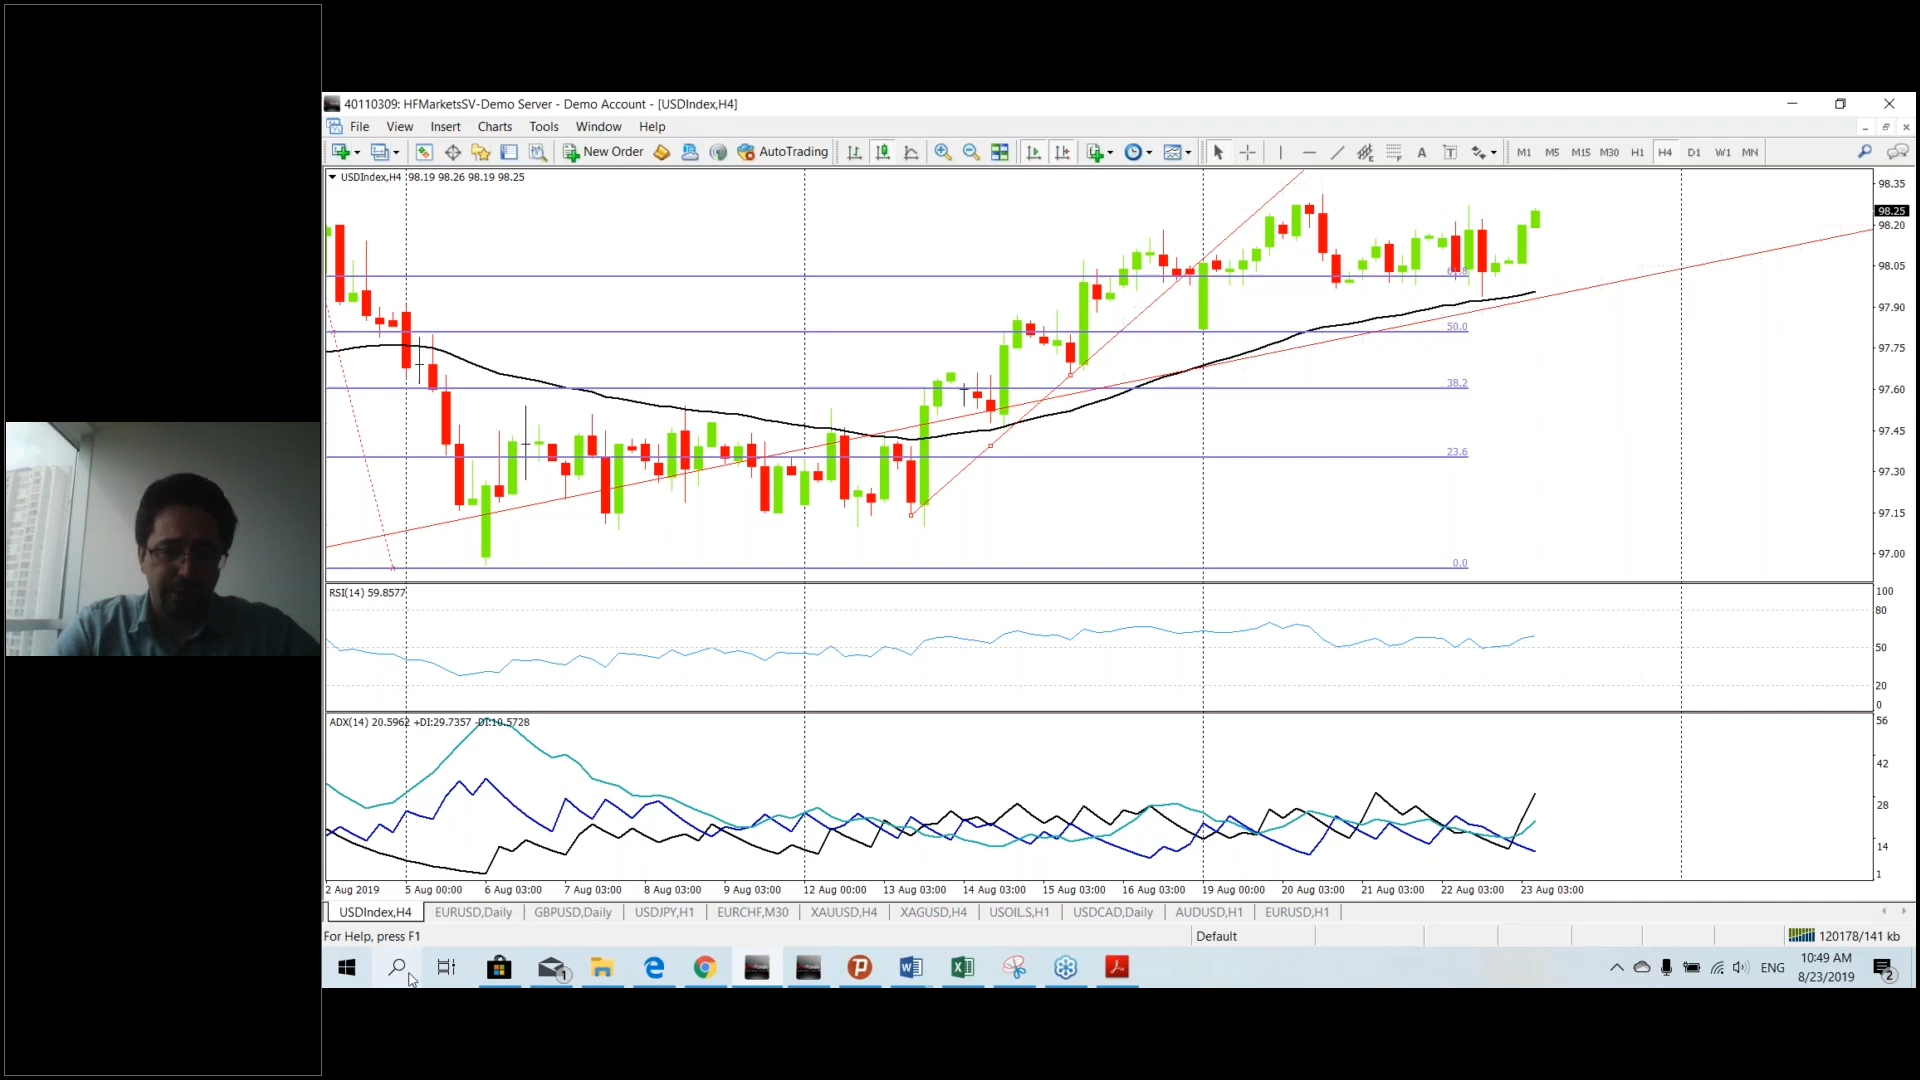 40110309: HFMarketsSV-Demo Server - Demo Account - [USDIndex,H4]
File View Insert Charts Tools Window Help
New Order AutoTrading A T M1 M5 M15 M30 H1 H4 D1 W1 MN
USDIndex,H4 98.19 98.26 98.19 98.25
98.35
98.25
98.20
98.05
97.90
97.75
97.60
97.45
97.30
97.15
97.00
61.8
50.0
38.2
23.6
0.0
RSI(14) 59.8577
100
80
50
20
0
ADX(14) 20.5962 +DI:29.7357 -DI:10.5728
56
42
28
14
1
2 Aug 2019 5 Aug 00:00 6 Aug 03:00 7 Aug 03:00 8 Aug 03:00 9 Aug 03:00 12 Aug 00:00 13 Aug 03:00 14 Aug 03:00 15 Aug 03:00 16 Aug 03:00 19 Aug 00:00 20 Aug 03:00 21 Aug 03:00 22 Aug 03:00 23 Aug 03:00
USDIndex,H4 EURUSD,Daily GBPUSD,Daily USDJPY,H1 EURCHF,M30 XAUUSD,H4 XAGUSD,H4 USOILS,H1 USDCAD,Daily AUDUSD,H1 EURUSD,H1
For Help, press F1 Default 120178/141 kb
1 ENG 10:49 AM 2
8/23/2019